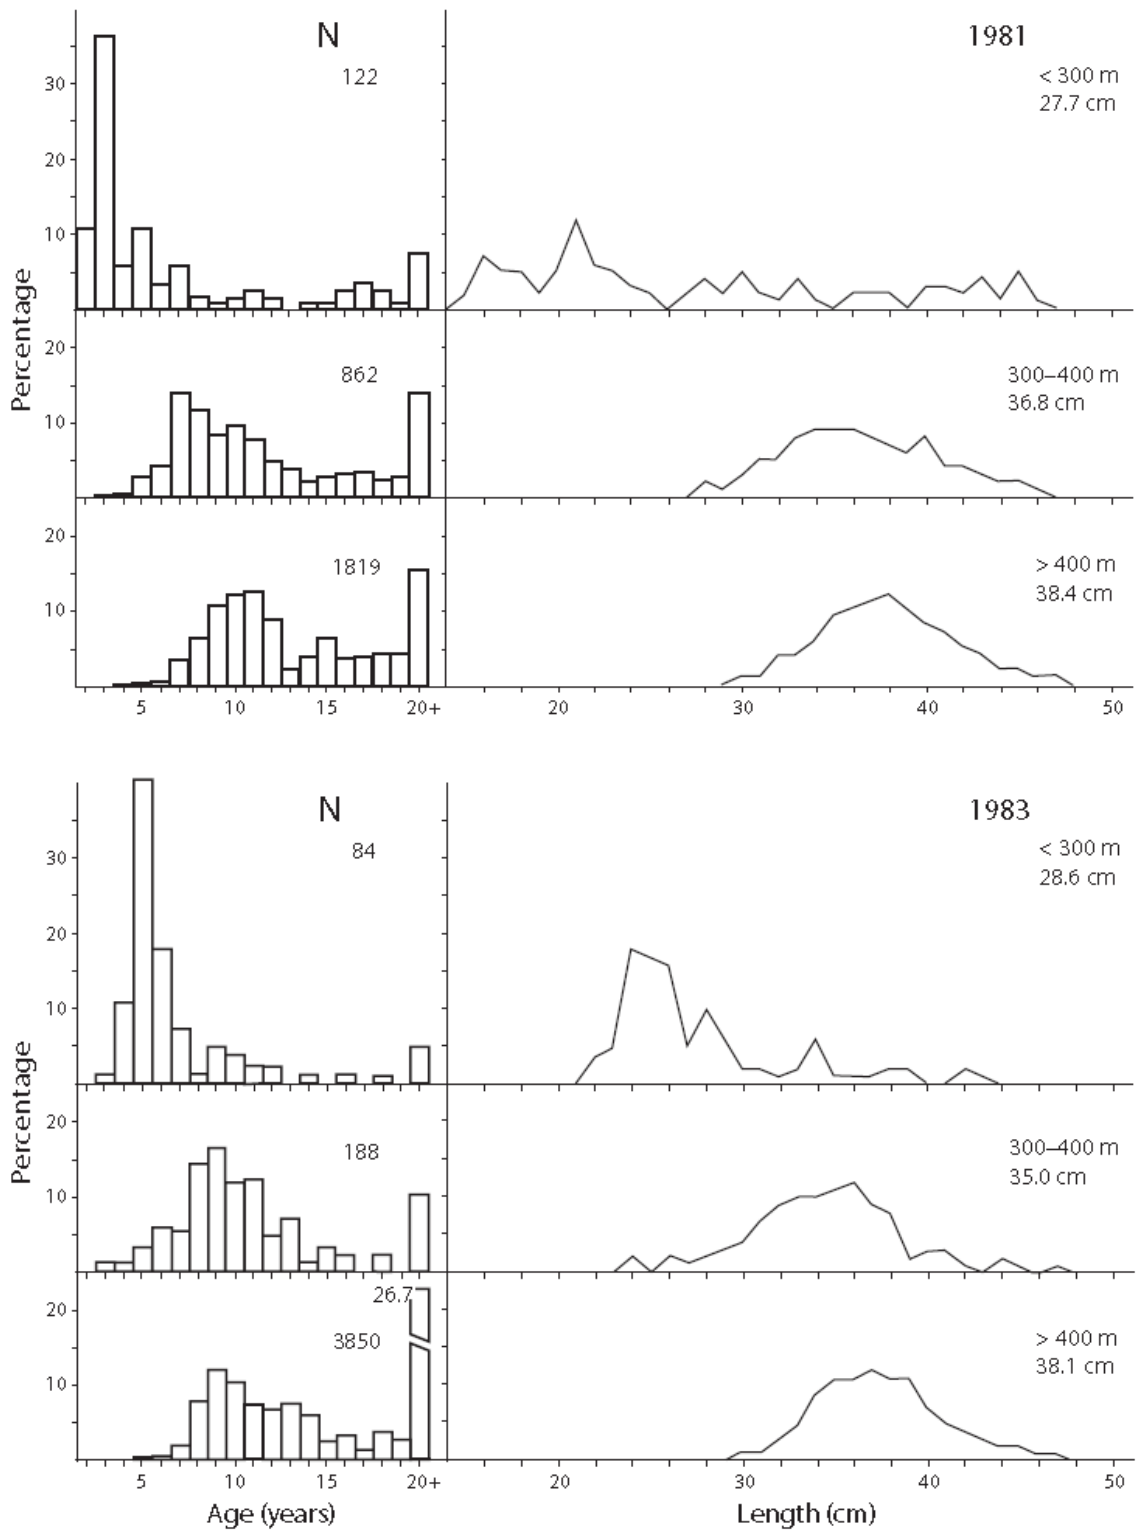 N
1981
122
< 300 m
27.7 cm
30
20
10
Percentage
20
862
300–400 m
36.8 cm
10
20
1819
> 400 m
38.4 cm
10
5 10 15 20+ 20 30 40 50
N
1983
84
< 300 m
28.6 cm
30
20
10
Percentage
20
188
300–400 m
35.0 cm
10
26.7
20
3850
> 400 m
38.1 cm
10
5 10 15 20+ 20 30 40 50
Age (years) Length (cm)